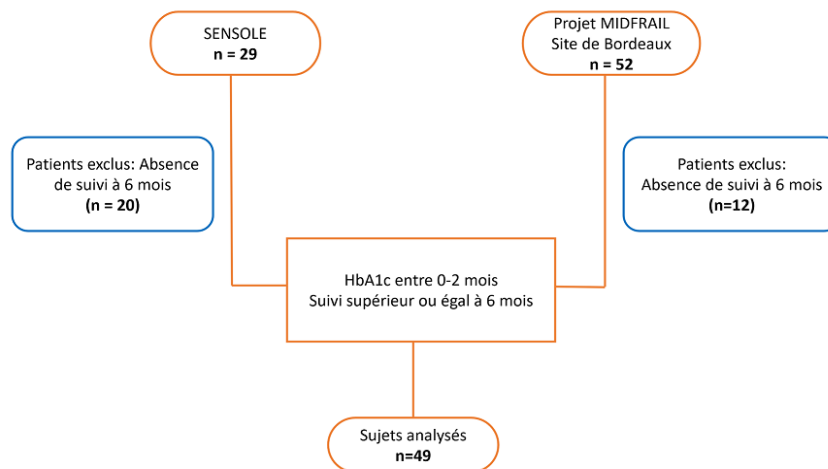 SENSOLE
n = 29
Projet MIDFRAIL
Site de Bordeaux
n = 52
Patients exclus: Absence
de suivi à 6 mois
(n = 20)
Patients exclus:
Absence de suivi à 6 mois
(n=12)
HbA1c entre 0-2 mois
Suivi supérieur ou égal à 6 mois
Sujets analysés
n=49